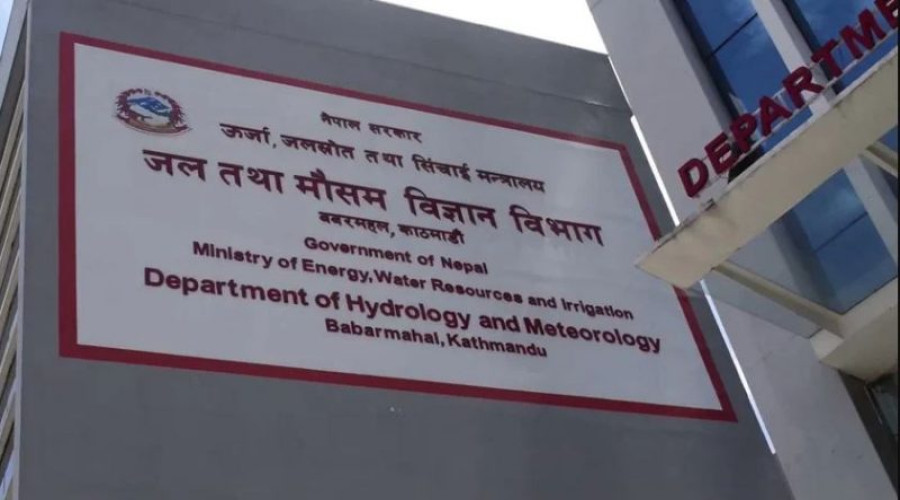 नेपाल सरकार
ऊर्जा, जलस्रोत तथा सिंचाई मन्त्रालय
जल तथा मौसम विज्ञान विभाग
बबरमहल, काठमाडौं
Government of Nepal
Ministry of Energy, Water Resources and Irrigation
Department of Hydrology and Meteorology
Babarmahal, Kathmandu
DEPARTME